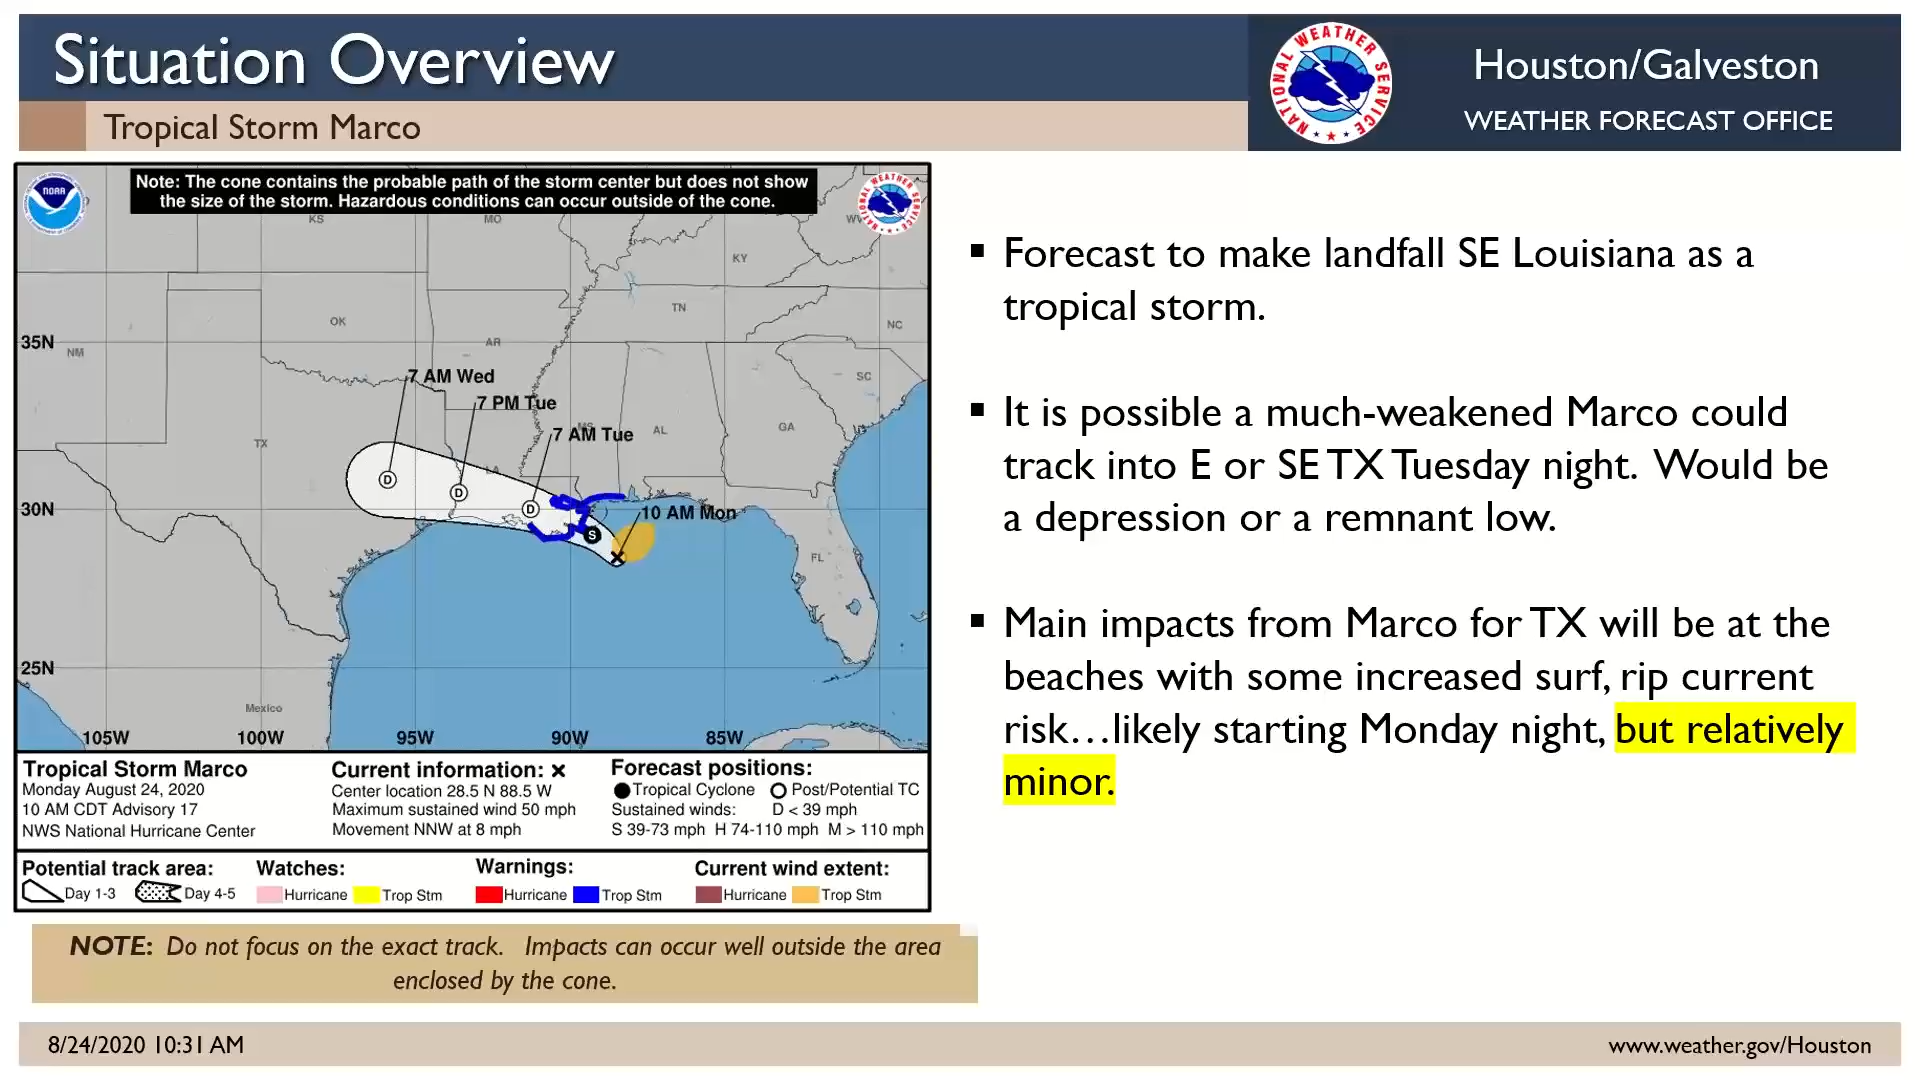 Situation Overview
Houston/Galveston
WEATHER FORECAST OFFICE
NATIONAL WEATHER SERVICE
Tropical Storm Marco
Note: The cone contains the probable path of the storm center but does not show
the size of the storm. Hazardous conditions can occur outside of the cone.
NOAA
NATIONAL WEATHER SERVICE
KS
MO
WV
KY
TN
NC
OK
AR
35N
NM
SC
7 AM Wed
7 PM Tue
7 AM Tue
MS
AL
GA
TX
LA
D
D
D
30N
10 AM Mon
S
FL
25N
Mexico
105W
100W
95W
90W
85W
Tropical Storm Marco
Monday August 24, 2020
10 AM CDT Advisory 17
NWS National Hurricane Center
Current information: x
Center location 28.5 N 88.5 W
Maximum sustained wind 50 mph
Movement NNW at 8 mph
Forecast positions:
Tropical Cyclone Post/Potential TC
Sustained winds: D < 39 mph
S 39-73 mph H 74-110 mph M > 110 mph
Potential track area:
Day 1-3 Day 4-5
Watches:
Hurricane Trop Stm
Warnings:
Hurricane Trop Stm
Current wind extent:
Hurricane Trop Stm
▪ Forecast to make landfall SE Louisiana as a
tropical storm.
▪ It is possible a much-weakened Marco could
track into E or SE TX Tuesday night. Would be
a depression or a remnant low.
▪ Main impacts from Marco for TX will be at the
beaches with some increased surf, rip current
risk…likely starting Monday night, but relatively
minor.
NOTE: Do not focus on the exact track. Impacts can occur well outside the area
enclosed by the cone.
8/24/2020 10:31 AM
www.weather.gov/Houston